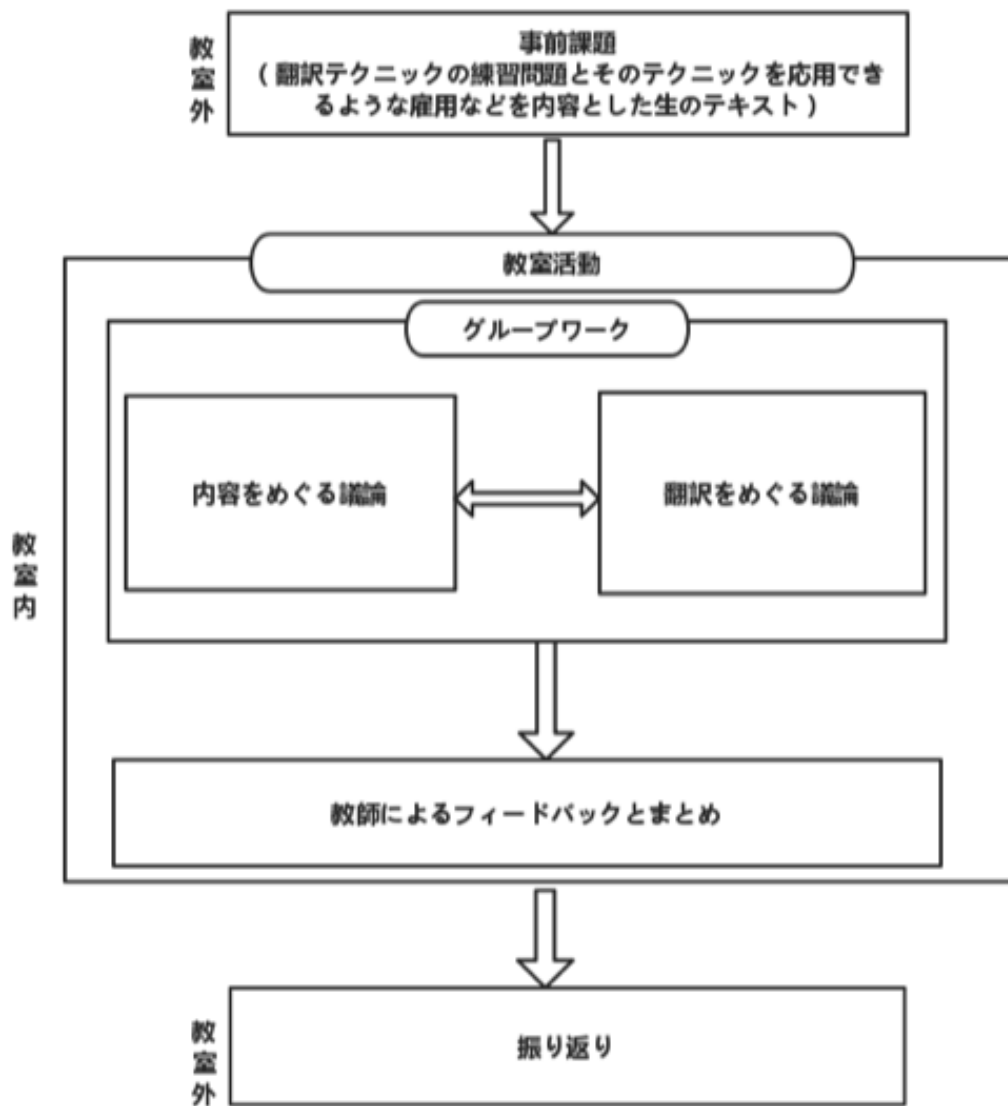 教室外
事前課題
（翻訳テクニックの練習問題とそのテクニックを応用でき
るような雇用などを内容とした生のテキスト）
教室活動
グループワーク
内容をめぐる議論
翻訳をめぐる議論
教室内
教師によるフィードバックとまとめ
教室外
振り返り